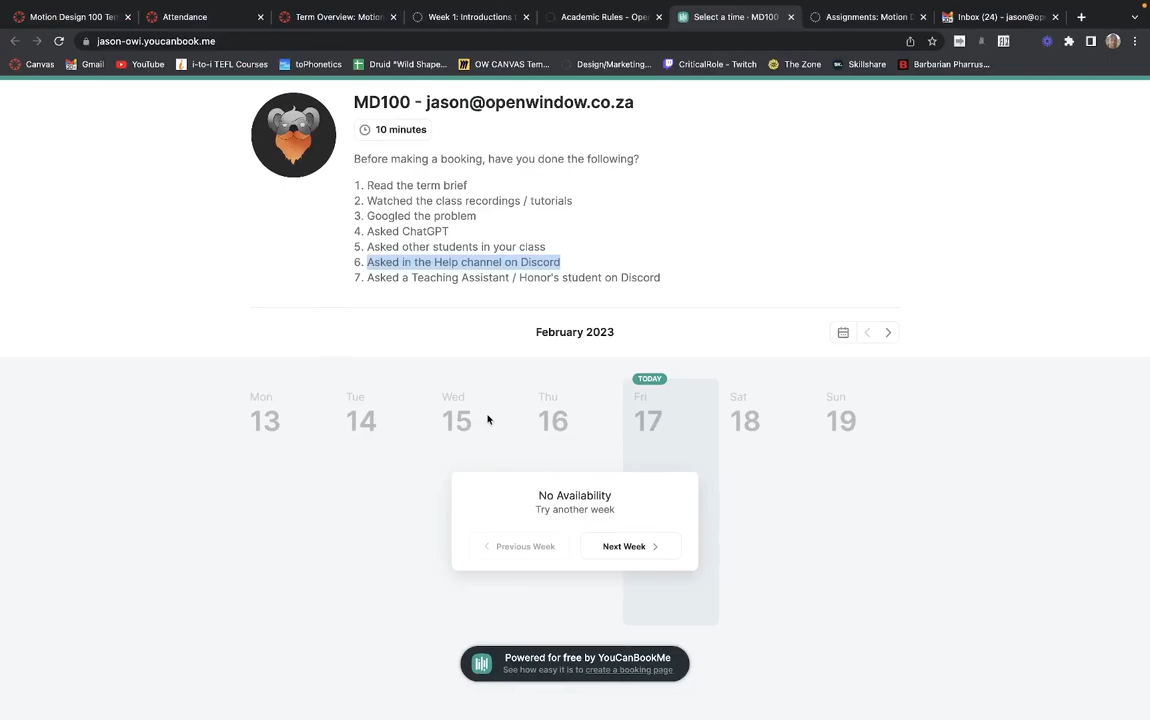 Motion Design 100 Ter
Attendance
Term Overview: Motion
Week 1: Introductions
Academic Rules - Ope
Select a time - MD100
Assignments: Motion D
Inbox (24) - jason@op
jason-owi.youcanbook.me
Canvas
Gmail
YouTube
i-to-i TEFL Courses
toPhonetics
Druid "Wild Shape...
OW CANVAS Tem...
Design/Marketing...
CriticalRole - Twitch
The Zone
Skillshare
Barbarian Pharrus...
MD100 - jason@openwindow.co.za
10 minutes
Before making a booking, have you done the following?
1. Read the term brief
2. Watched the class recordings / tutorials
3. Googled the problem
4. Asked ChatGPT
5. Asked other students in your class
6. Asked in the Help channel on Discord
7. Asked a Teaching Assistant / Honor's student on Discord
February 2023
TODAY
Mon Tue Wed Thu Fri Sat Sun
13 14 15 16 17 18 19
No Availability
Try another week
Previous Week
Next Week
Powered for free by YouCanBookMe
See how easy it is to create a booking page